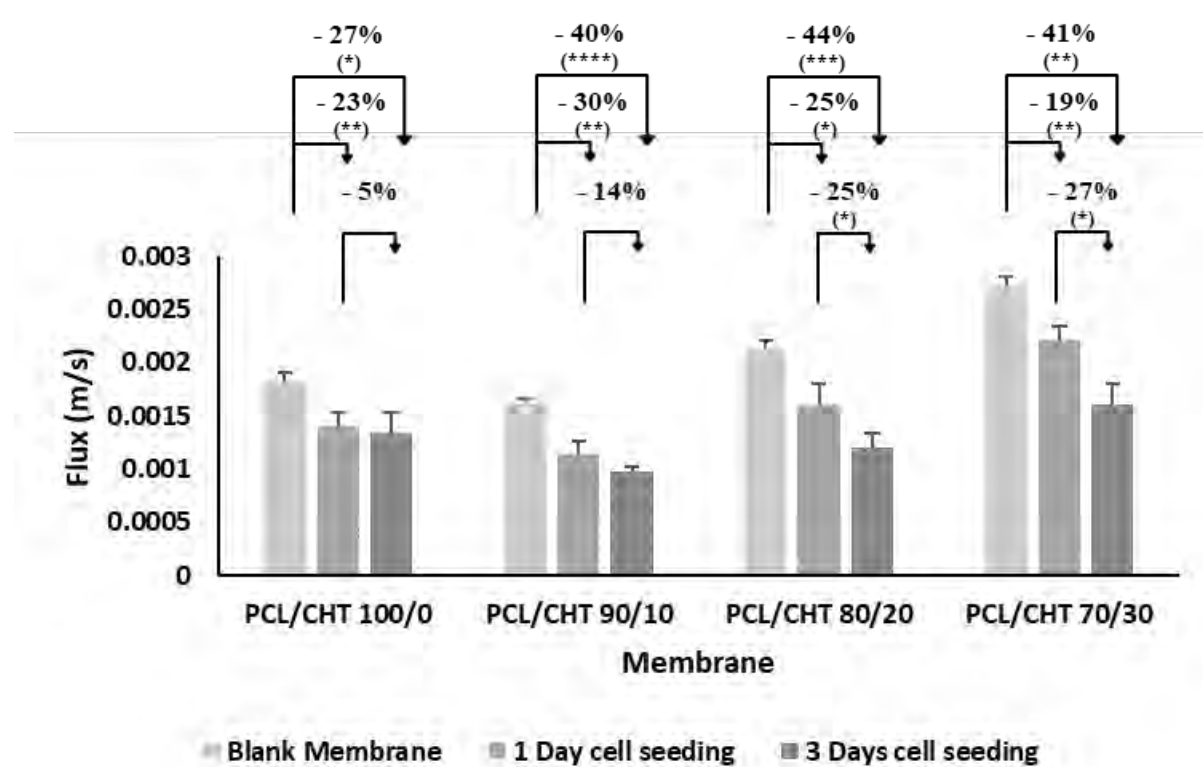 - 27% - 40% - 44% - 41%
(*) (****) (***) (**)
- 23% - 30% - 25% - 19%
(**) (**) (*) (**)
- 5% - 14% - 25% - 27%
(*) (*)
0.003
0.0025
0.002
0.0015
0.001
0.0005
0
Flux (m/s)
PCL/CHT 100/0 PCL/CHT 90/10 PCL/CHT 80/20 PCL/CHT 70/30
Membrane
Blank Membrane 1 Day cell seeding 3 Days cell seeding